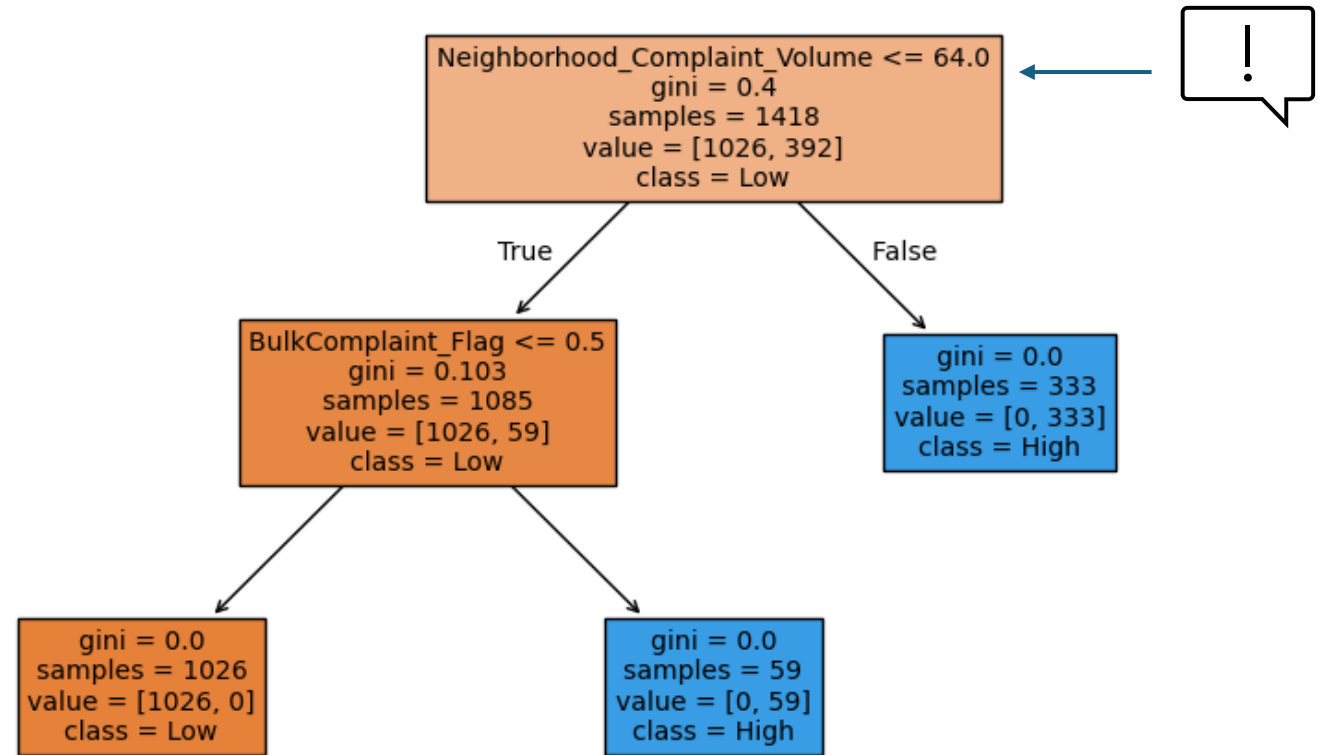 !
Neighborhood_Complaint_Volume <= 64.0
gini = 0.4
samples = 1418
value = [1026, 392]
class = Low
True
False
BulkComplaint_Flag <= 0.5
gini = 0.103
samples = 1085
value = [1026, 59]
class = Low
gini = 0.0
samples = 333
value = [0, 333]
class = High
gini = 0.0
samples = 1026
value = [1026, 0]
class = Low
gini = 0.0
samples = 59
value = [0, 59]
class = High